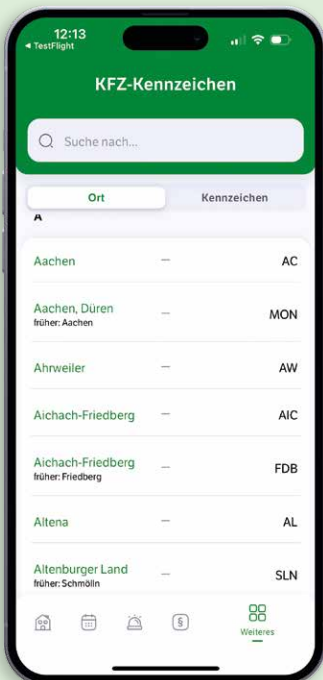 12:13
◀ TestFlight
KFZ-Kennzeichen
Suche nach...
Ort Kennzeichen
A
Aachen — AC
Aachen, Düren — MON
früher: Aachen
Ahrweiler — AW
Aichach-Friedberg — AIC
Aichach-Friedberg — FDB
früher: Friedberg
Altena — AL
Altenburger Land — SLN
früher: Schmölln
§
Weiteres